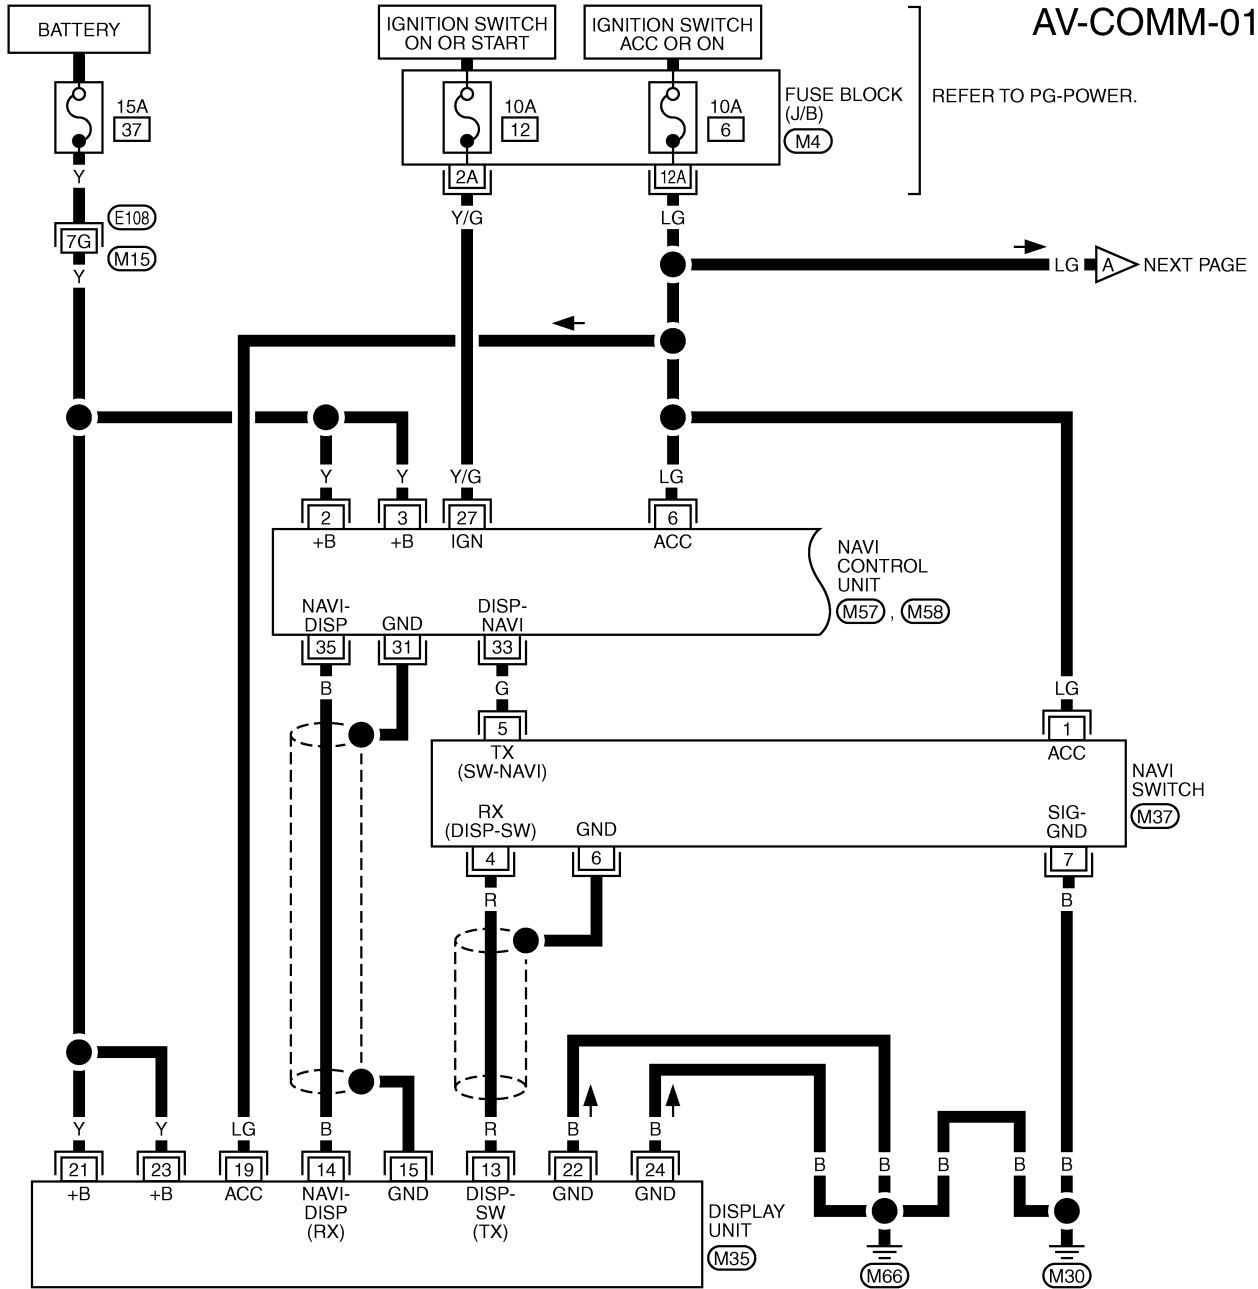 AV-COMM-01
BATTERY
IGNITION SWITCH
ON OR START
IGNITION SWITCH
ACC OR ON
15A
37
10A
12
10A
6
FUSE BLOCK
(J/B)
M4
REFER TO PG-POWER.
2A
12A
Y
Y/G
LG
E108
7G
M15
Y
LG
A
NEXT PAGE
Y
Y
Y/G
LG
2
3
27
6
+B
+B
IGN
ACC
NAVI
CONTROL
UNIT
M57 , M58
NAVI-
DISP
GND
DISP-
NAVI
35
31
33
B
G
LG
5
1
TX
(SW-NAVI)
ACC
NAVI
SWITCH
M37
RX
(DISP-SW)
GND
SIG-
GND
4
6
7
R
B
Y
Y
LG
B
R
B
B
B
B
B
B
B
21
23
19
14
15
13
22
24
+B
+B
ACC
NAVI-
DISP
(RX)
GND
DISP-
SW
(TX)
GND
GND
DISPLAY
UNIT
M35
M66
M30